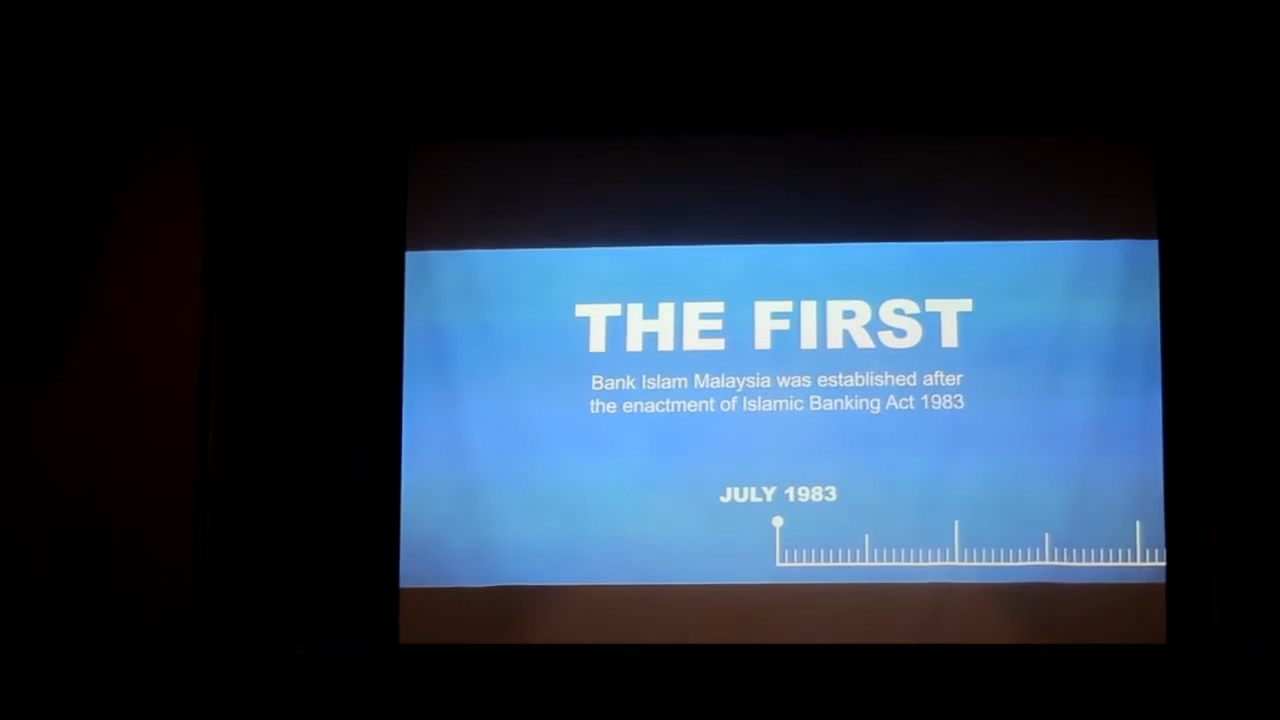 THE FIRST
Bank Islam Malaysia was established after
the enactment of Islamic Banking Act 1983
JULY 1983